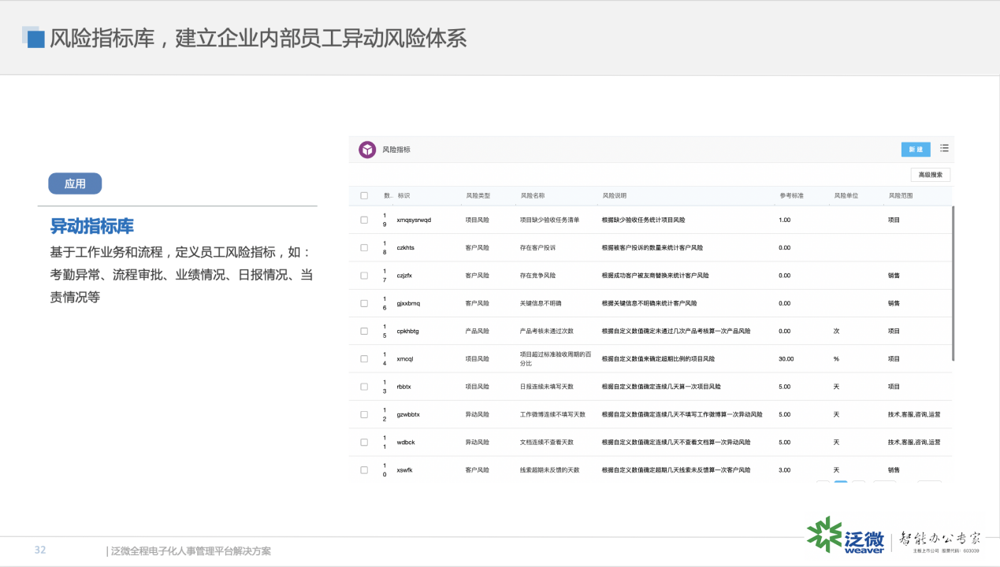 风险指标库，建立企业内部员工异动风险体系
应用
异动指标库
基于工作业务和流程，定义员工风险指标，如：
考勤异常、流程审批、业绩情况、日报情况、当
责情况等
风险指标
新 建
高级搜索
数.. 标识 风险类型 风险名称 风险说明 参考标准 风险单位 风险范围
19 xmqsysrwqd 项目风险 项目缺少验收任务清单 根据缺少验收任务统计项目风险 1.00 项目
18 czkhts 客户风险 存在客户投诉 根据被客户投诉的数量来统计客户风险 0.00
17 czjzfx 客户风险 存在竞争风险 根据成功客户被友商替换来统计客户风险 0.00 销售
16 gjxxbmq 客户风险 关键信息不明确 根据关键信息不明确来统计客户风险 0.00 销售
15 cpkhbtg 产品风险 产品考核未通过次数 根据自定义数值确定未通过几次产品考核算一次产品风险 0.00 次 项目
14 xmcql 项目风险 项目超过标准验收周期的百分比 根据自定义数值来确定超期比例的项目风险 30.00 % 项目
13 rbbtx 项目风险 日报连续未填写天数 根据自定义数值确定连续几天算一次项目风险 5.00 天 项目
12 gzwbbtx 异动风险 工作微博连续不填写天数 根据自定义数值确定连续几天不填写工作微博算一次异动风险 5.00 天 技术,客服,咨询,运营
11 wdbck 异动风险 文档连续不查看天数 根据自定义数值确定连续几天不查看文档算一次异动风险 5.00 天 技术,客服,咨询,运营
10 xswfk 客户风险 线索超期未反馈的天数 根据自定义数值确定超期几天线索未反馈算一次客户风险 3.00 天 销售
32
| 泛微全程电子化人事管理平台解决方案
泛微
weaver
智能办公专家
主板上市公司 股票代码：603039